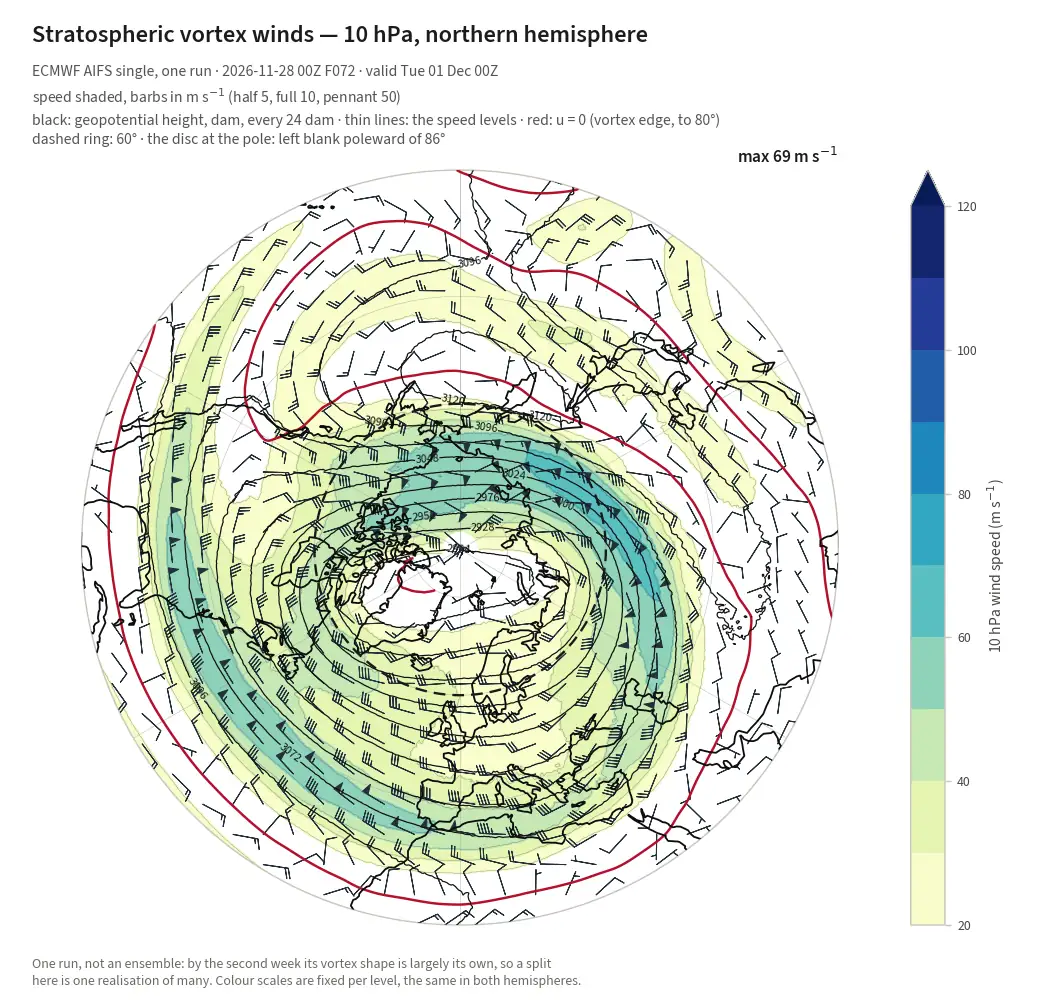 Stratospheric vortex winds — 10 hPa, northern hemisphere
ECMWF AIFS single, one run · 2026-11-28 00Z F072 · valid Tue 01 Dec 00Z
speed shaded, barbs in m s⁻¹ (half 5, full 10, pennant 50)
black: geopotential height, dam, every 24 dam · thin lines: the speed levels · red: u = 0 (vortex edge, to 80°)
dashed ring: 60° · the disc at the pole: left blank poleward of 86°
max 69 m s⁻¹
120
100
80
60
40
20
10 hPa wind speed (m s⁻¹)
3096
3120
3120
3096
3096
3048
3024
2976
2928
3096
3072
One run, not an ensemble: by the second week its vortex shape is largely its own, so a split
here is one realisation of many. Colour scales are fixed per level, the same in both hemispheres.